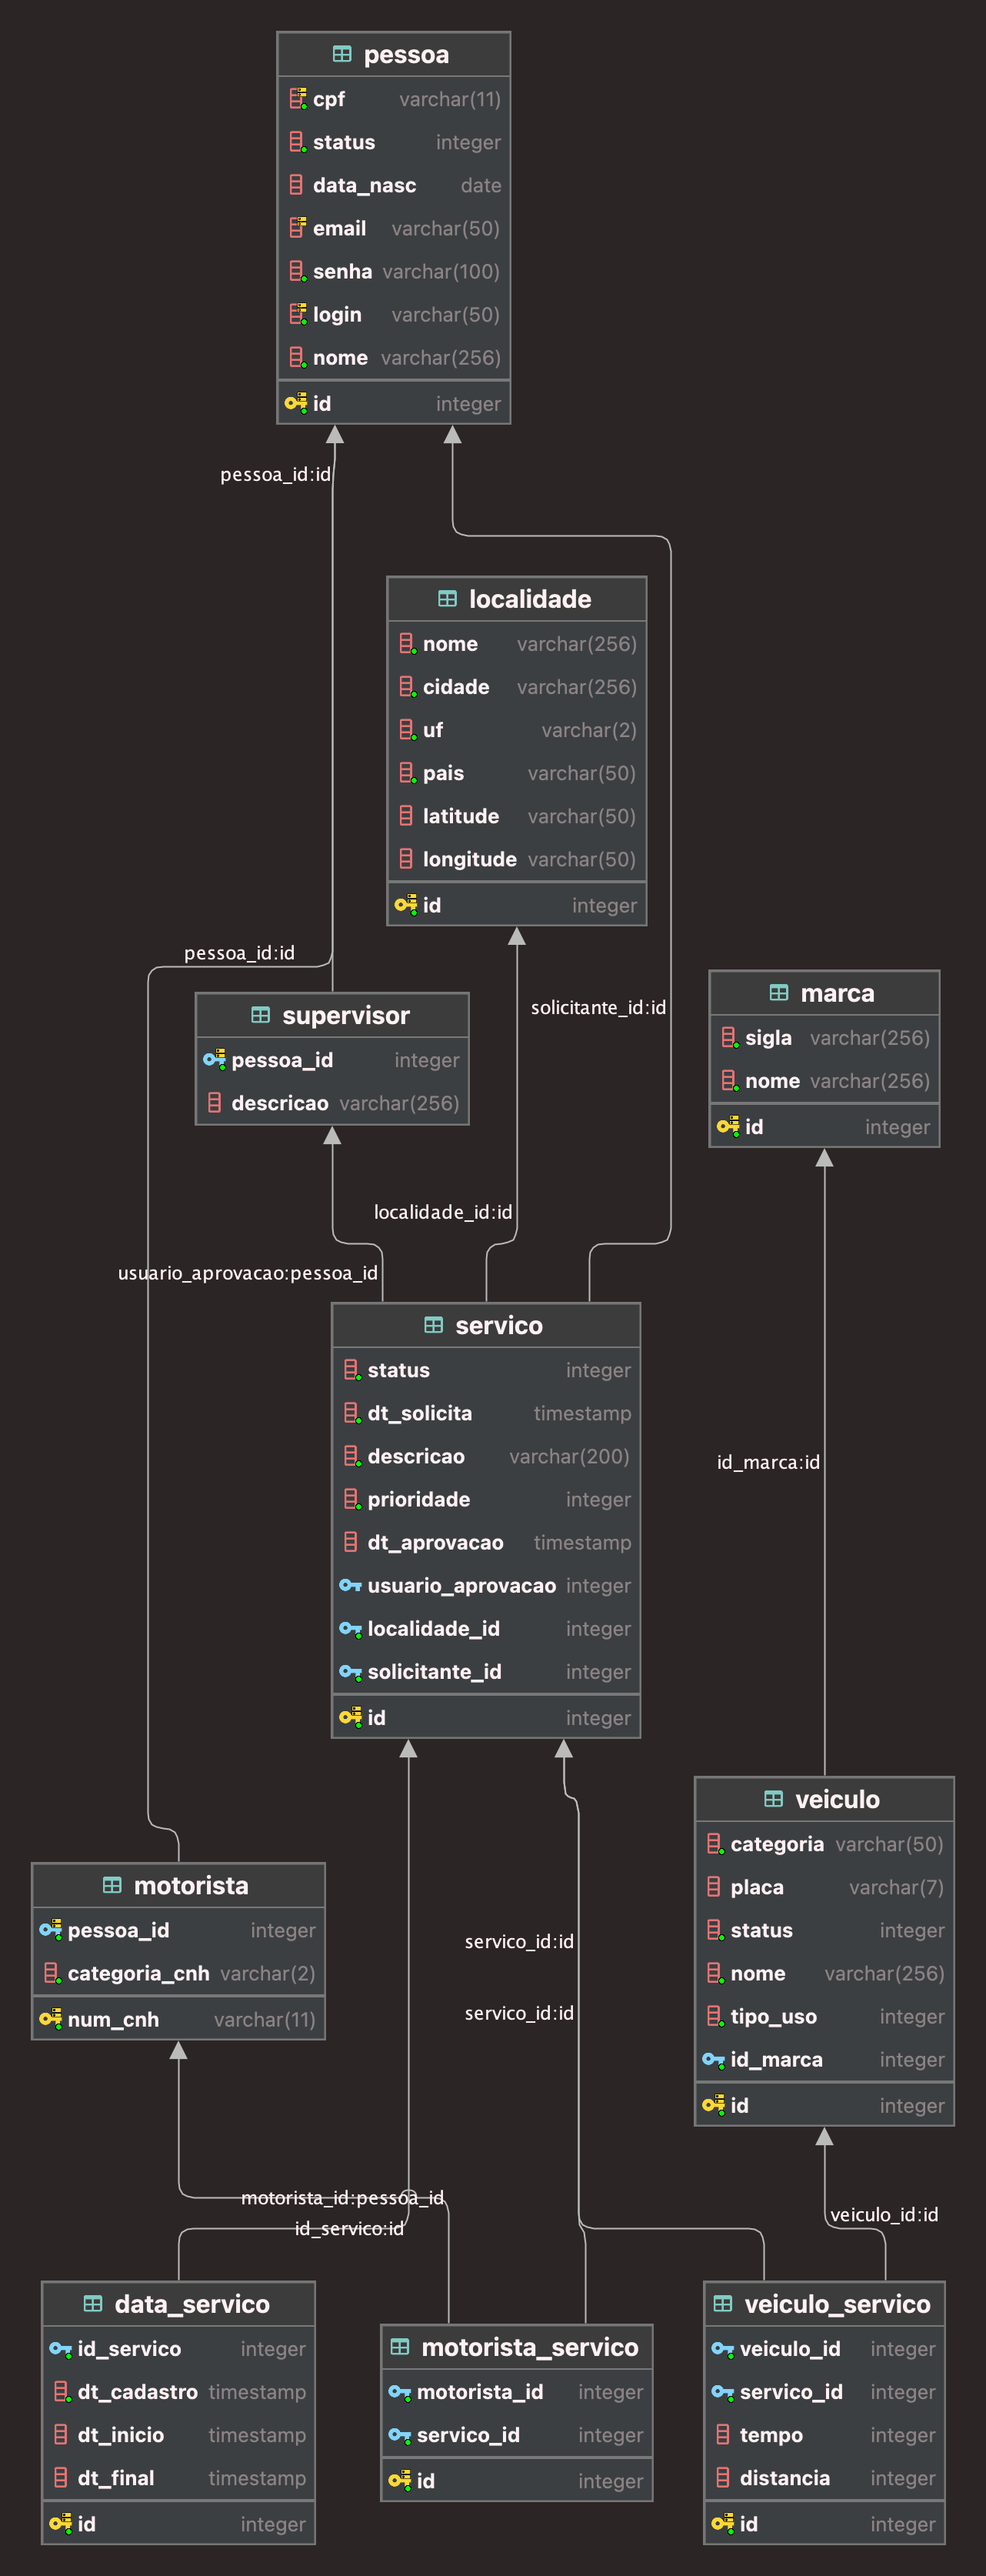 pessoa
cpf varchar(11)
status integer
data_nasc date
email varchar(50)
senha varchar(100)
login varchar(50)
nome varchar(256)
id integer
pessoa_id:id
localidade
nome varchar(256)
cidade varchar(256)
uf varchar(2)
pais varchar(50)
latitude varchar(50)
longitude varchar(50)
id integer
pessoa_id:id
solicitante_id:id
supervisor
pessoa_id integer
descricao varchar(256)
marca
sigla varchar(256)
nome varchar(256)
id integer
localidade_id:id
usuario_aprovacao:pessoa_id
servico
status integer
dt_solicita timestamp
descricao varchar(200)
prioridade integer
dt_aprovacao timestamp
usuario_aprovacao integer
localidade_id integer
solicitante_id integer
id integer
id_marca:id
veiculo
categoria varchar(50)
placa varchar(7)
status integer
nome varchar(256)
tipo_uso integer
id_marca integer
id integer
motorista
pessoa_id integer
categoria_cnh varchar(2)
num_cnh varchar(11)
servico_id:id
servico_id:id
motorista_id:pessoa_id
id_servico:id
veiculo_id:id
data_servico
id_servico integer
dt_cadastro timestamp
dt_inicio timestamp
dt_final timestamp
id integer
motorista_servico
motorista_id integer
servico_id integer
id integer
veiculo_servico
veiculo_id integer
servico_id integer
tempo integer
distancia integer
id integer